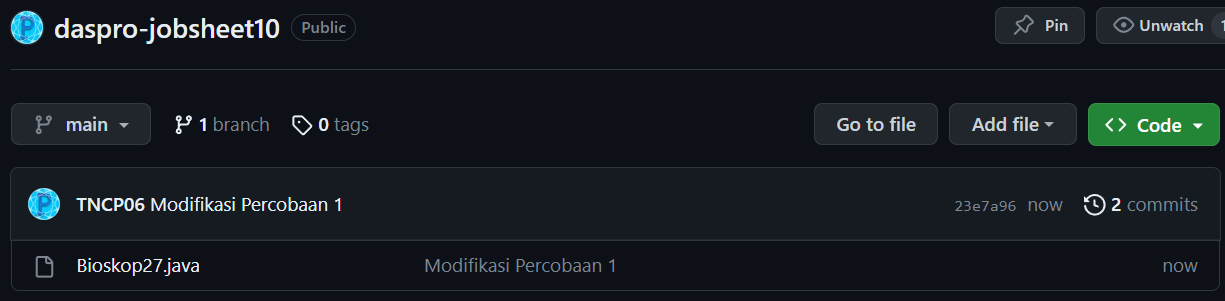 daspro-jobsheet10 Public Pin Unwatch 1
main 1 branch 0 tags Go to file Add file Code
TNCP06 Modifikasi Percobaan 1 23e7a96 now 2 commits
Bioskop27.java Modifikasi Percobaan 1 now